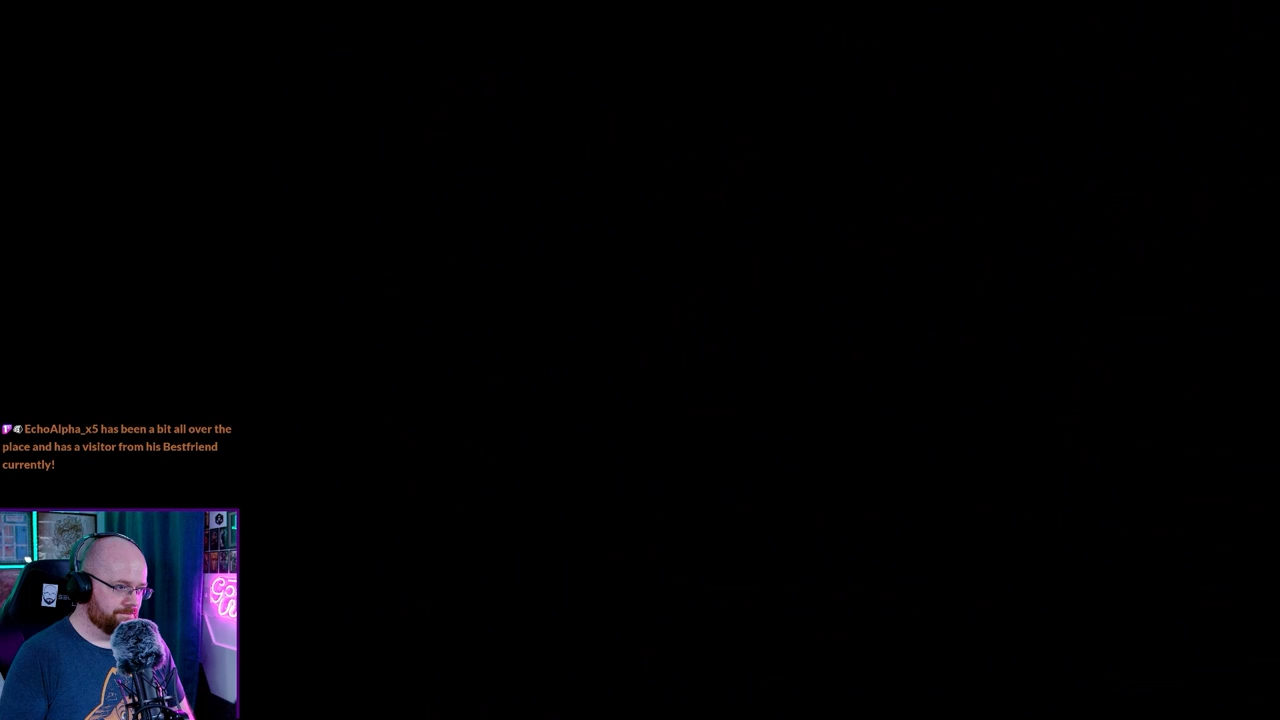 EchoAlpha_x5 has been a bit all over the
place and has a visitor from his Bestfriend
currently!